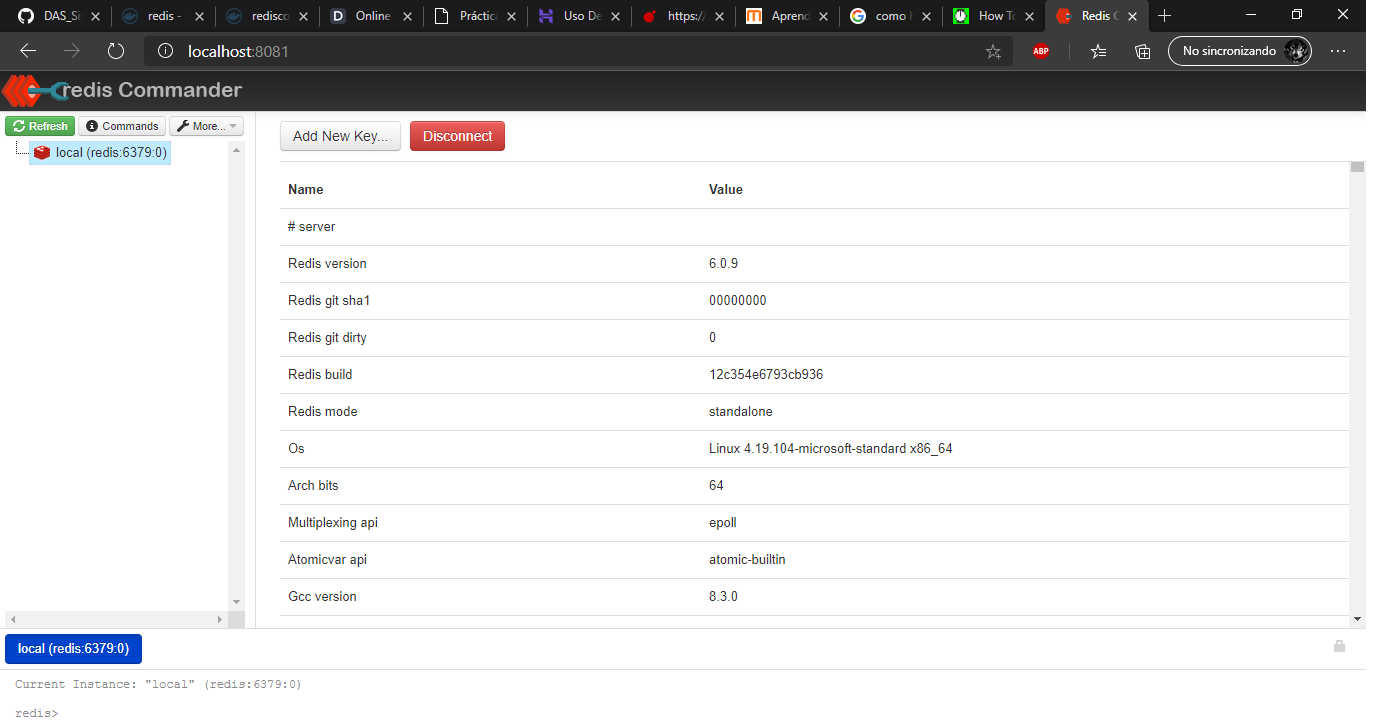 DAS_Si
redis -
redisco
Online
Práctica
Uso De
https:/
Aprend
como l
How To
Redis C
localhost:8081
ABP
No sincronizando
redis Commander
Refresh
Commands
More...
local (redis:6379:0)
Add New Key...
Disconnect
Name Value
# server
Redis version 6.0.9
Redis git sha1 00000000
Redis git dirty 0
Redis build 12c354e6793cb936
Redis mode standalone
Os Linux 4.19.104-microsoft-standard x86_64
Arch bits 64
Multiplexing api epoll
Atomicvar api atomic-builtin
Gcc version 8.3.0
local (redis:6379:0)
Current Instance: "local" (redis:6379:0)
redis>